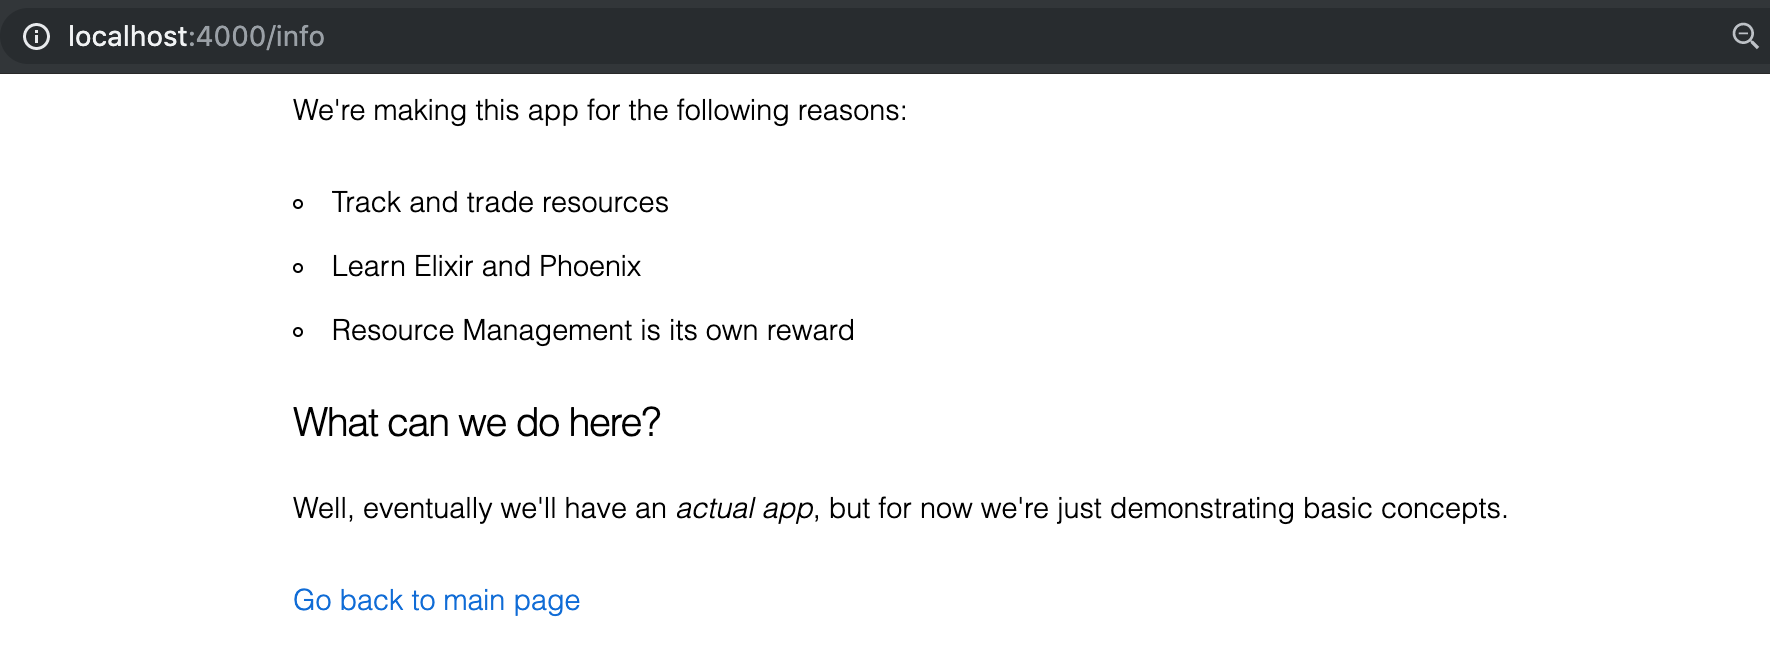 localhost:4000/info
We're making this app for the following reasons:
Track and trade resources
Learn Elixir and Phoenix
Resource Management is its own reward
What can we do here?
Well, eventually we'll have an actual app, but for now we're just demonstrating basic concepts.
Go back to main page